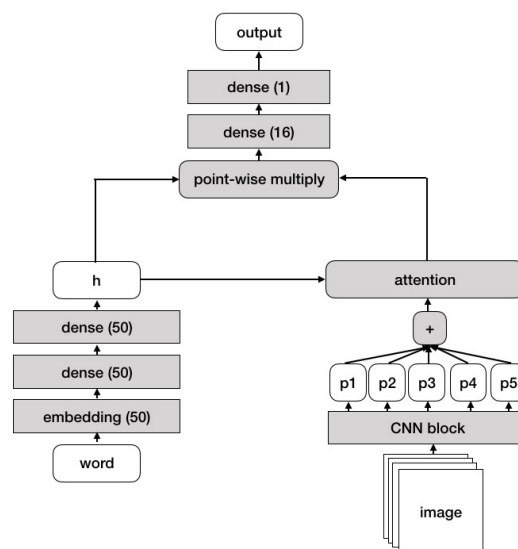 output
dense (1)
dense (16)
point-wise multiply
h
attention
dense (50)
+
dense (50)
p1 p2 p3 p4 p5
embedding (50)
CNN block
word
image